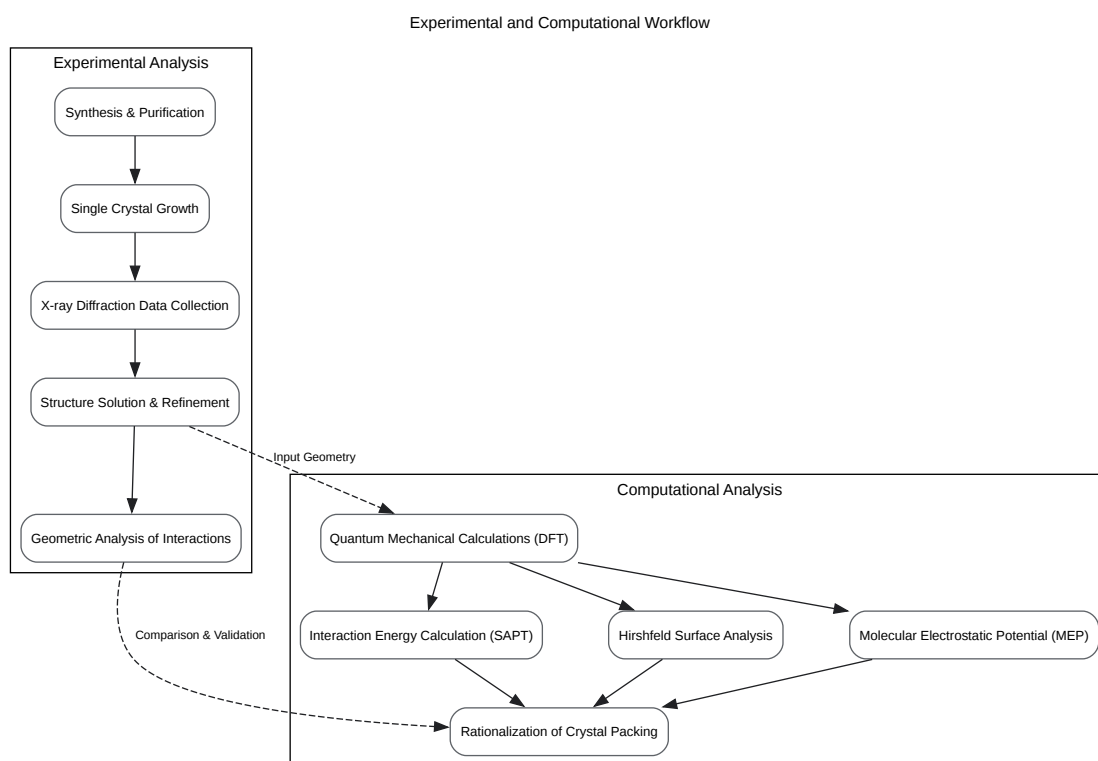 Experimental and Computational Workflow
Experimental Analysis
Synthesis & Purification
Single Crystal Growth
X-ray Diffraction Data Collection
Structure Solution & Refinement
Input Geometry
Geometric Analysis of Interactions
Comparison & Validation
Computational Analysis
Quantum Mechanical Calculations (DFT)
Interaction Energy Calculation (SAPT)
Hirshfeld Surface Analysis
Molecular Electrostatic Potential (MEP)
Rationalization of Crystal Packing